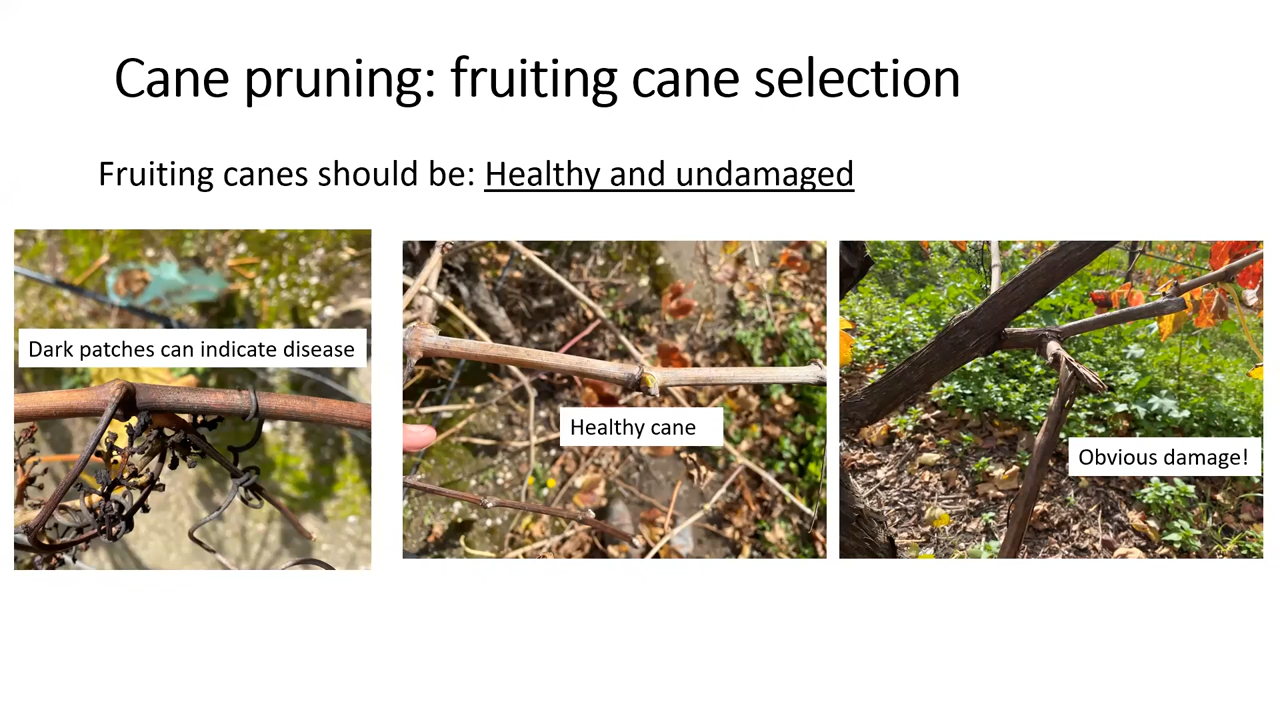 Cane pruning: fruiting cane selection
Fruiting canes should be: Healthy and undamaged
Dark patches can indicate disease
Healthy cane
Obvious damage!